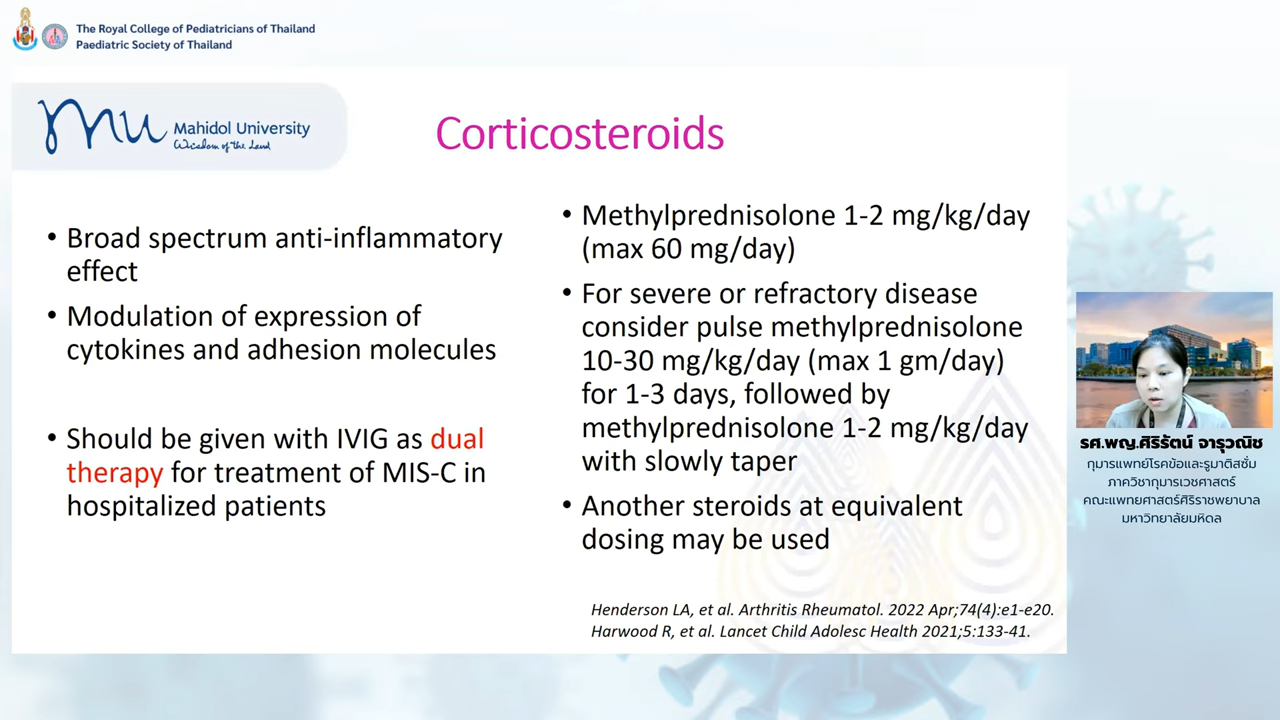 The Royal College of Pediatricians of Thailand
Paediatric Society of Thailand
Mahidol University
Wisdom of the Land
Corticosteroids
• Broad spectrum anti-inflammatory
effect
• Modulation of expression of
cytokines and adhesion molecules
• Should be given with IVIG as dual
therapy for treatment of MIS-C in
hospitalized patients
• Methylprednisolone 1-2 mg/kg/day
(max 60 mg/day)
• For severe or refractory disease
consider pulse methylprednisolone
10-30 mg/kg/day (max 1 gm/day)
for 1-3 days, followed by
methylprednisolone 1-2 mg/kg/day
with slowly taper
• Another steroids at equivalent
dosing may be used
Henderson LA, et al. Arthritis Rheumatol. 2022 Apr;74(4):e1-e20.
Harwood R, et al. Lancet Child Adolesc Health 2021;5:133-41.
รศ.พญ.ศิริรัตน์ จารุวณิช
กุมารแพทย์โรคข้อและรูมาติสซั่ม
ภาควิชากุมารเวชศาสตร์
คณะแพทยศาสตร์ศิริราชพยาบาล
มหาวิทยาลัยมหิดล